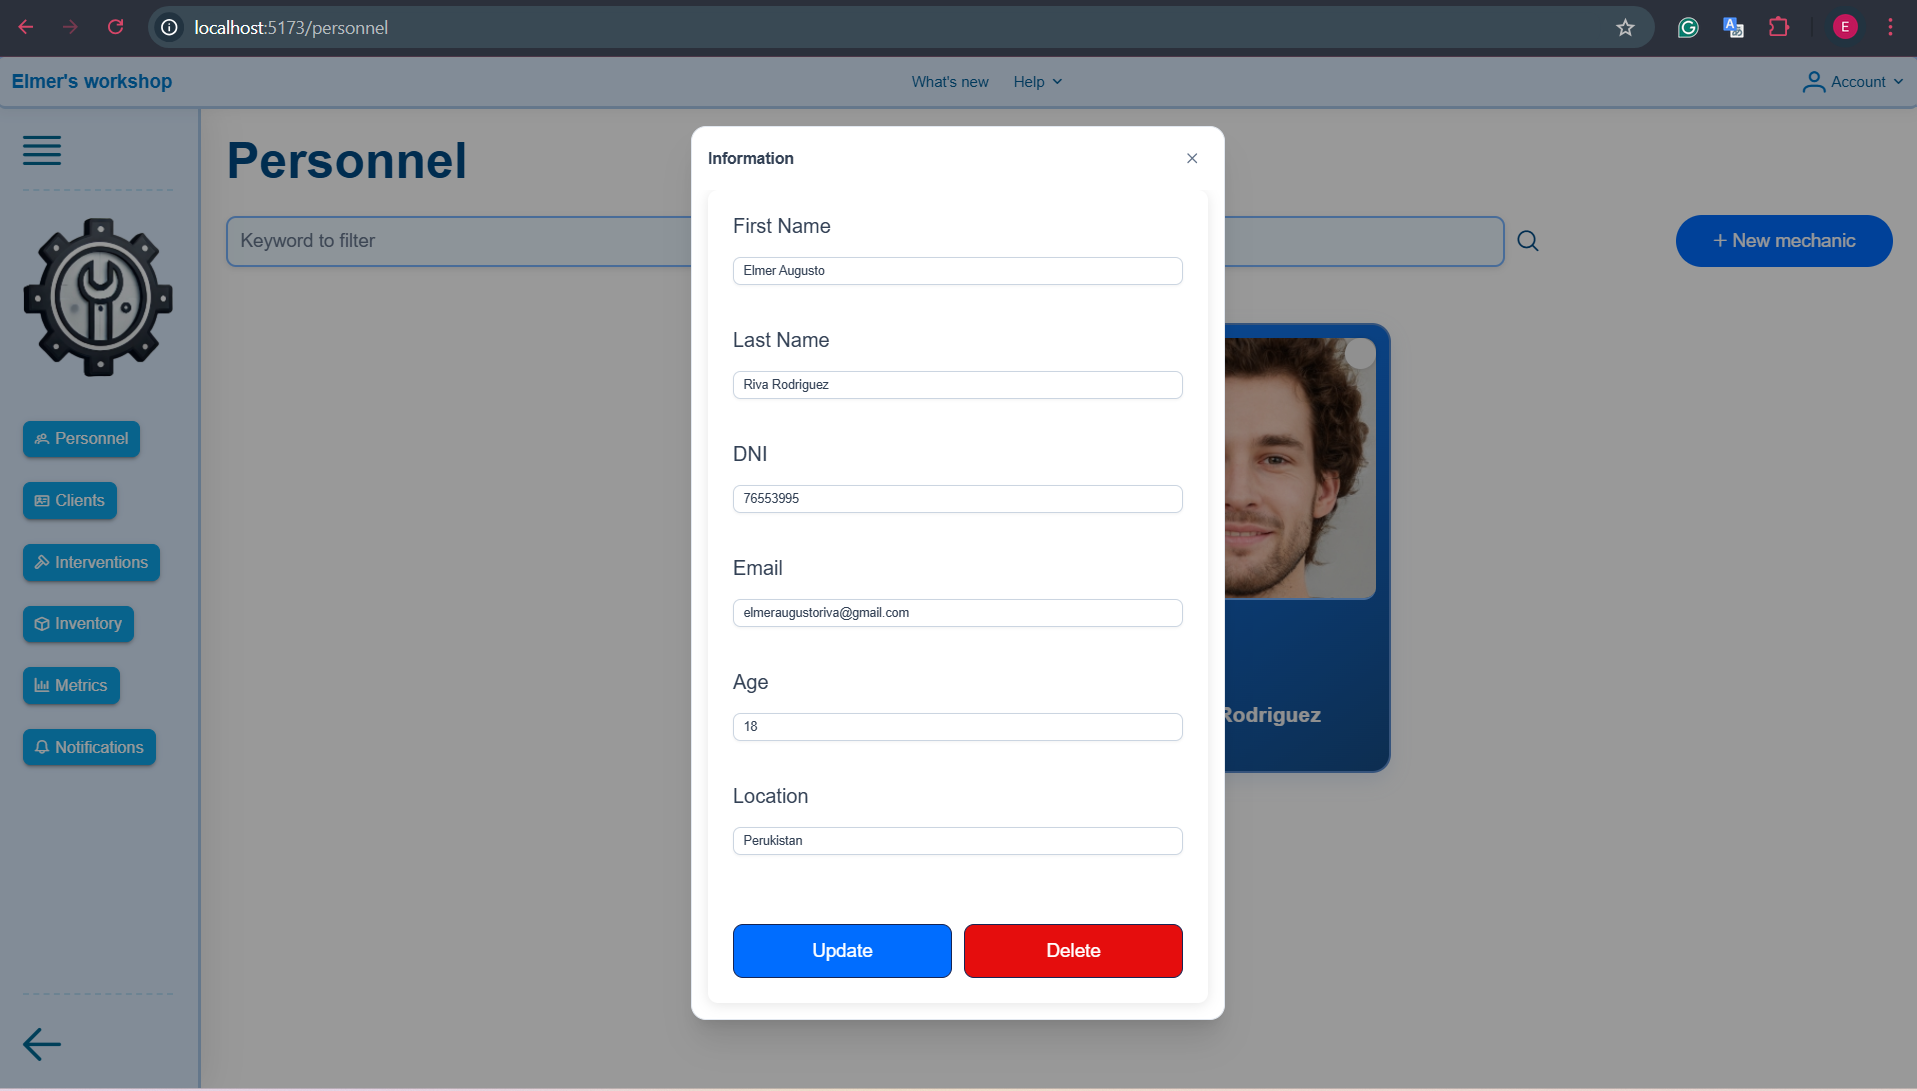 localhost:5173/personnel
E
Elmer's workshop
What's new
Help
Account
Personnel
Keyword to filter
+ New mechanic
Personnel
Clients
Interventions
Inventory
Metrics
Notifications
Information
First Name
Elmer Augusto
Last Name
Riva Rodriguez
DNI
76553995
Email
elmeraugustoriva@gmail.com
Age
18
Location
Perukistan
Update
Delete
Rodriguez